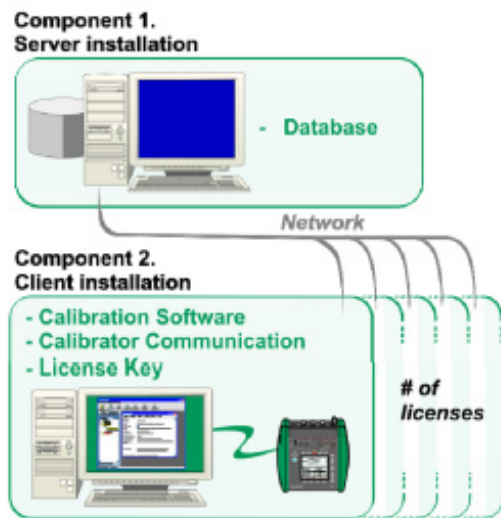 Component 1.
Server installation
- Database
Network
Component 2.
Client installation
- Calibration Software
- Calibrator Communication
- License Key
# of
licenses